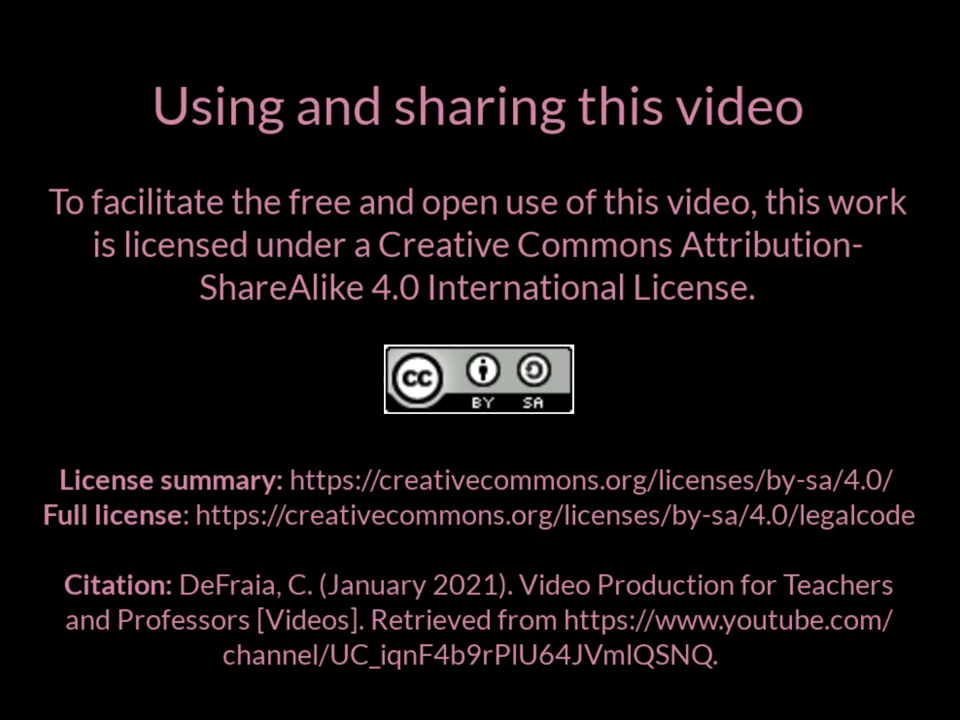 Using and sharing this video
To facilitate the free and open use of this video, this work
is licensed under a Creative Commons Attribution-
ShareAlike 4.0 International License.
cc
BY SA
License summary: https://creativecommons.org/licenses/by-sa/4.0/
Full license: https://creativecommons.org/licenses/by-sa/4.0/legalcode
Citation: DeFraia, C. (January 2021). Video Production for Teachers
and Professors [Videos]. Retrieved from https://www.youtube.com/
channel/UC_iqnF4b9rPlU64JVmlQSNQ.